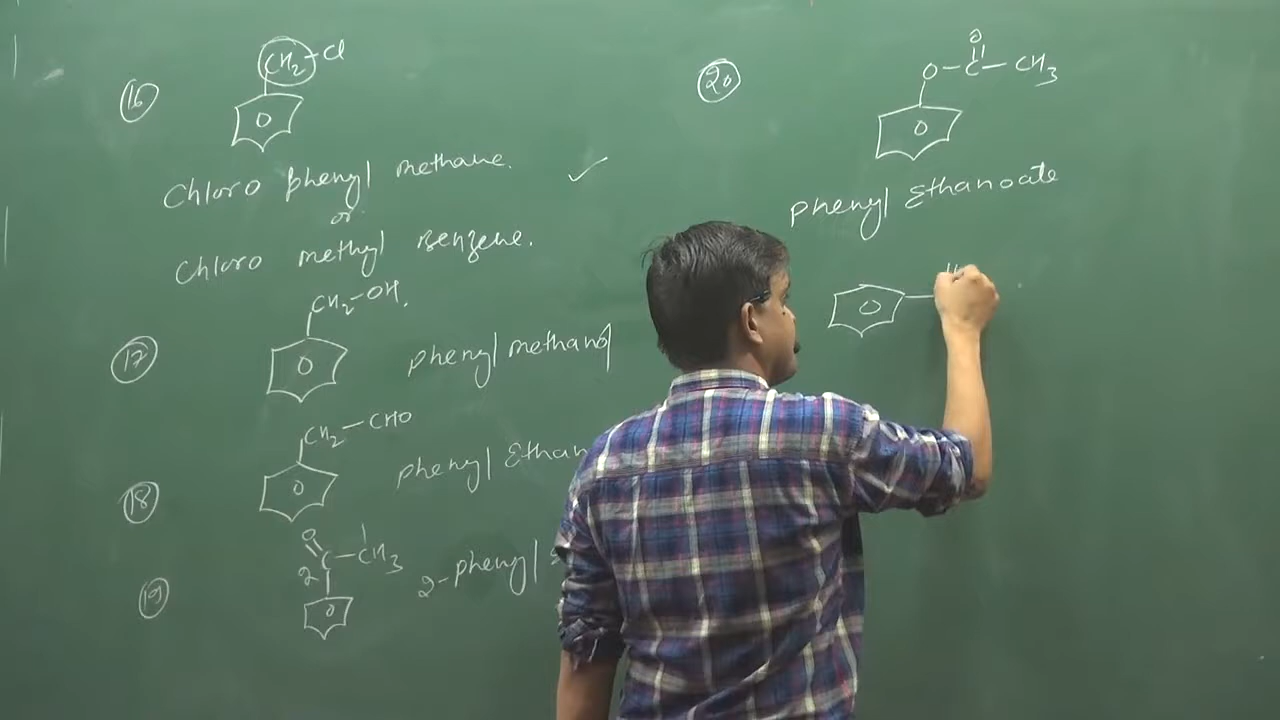 16
CH2-Cl
Chloro phenyl methane.
or
Chloro methyl Benzene.
17
CH2-OH.
phenyl methanol
18
CH2-CHO
phenyl Ethan
19
O
C-CH3
1
2
2-phenyl
20
O
O-C-CH3
phenyl Ethanoate